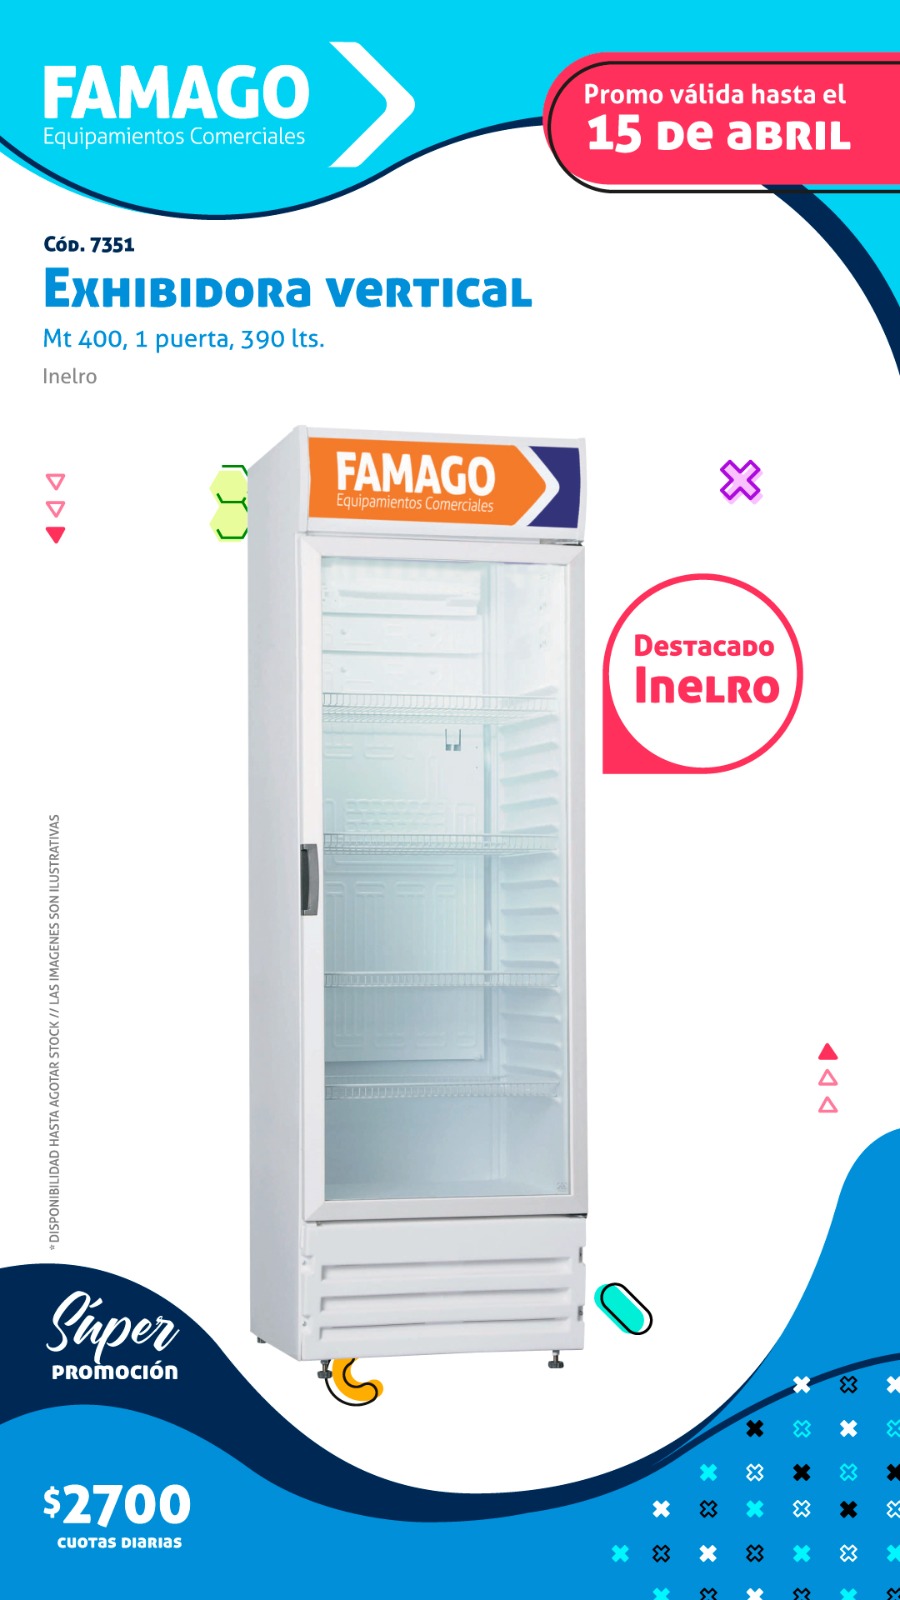 FAMAGO
Equipamientos Comerciales
Promo válida hasta el
15 de abril
Cód. 7351
Exhibidora vertical
Mt 400, 1 puerta, 390 lts.
Inelro
FAMAGO
Equipamientos Comerciales
Destacado
Inelro
*DISPONIBILIDAD HASTA AGOTAR STOCK // LAS IMAGENES SON ILUSTRATIVAS
Súper
PROMOCIÓN
$2700
CUOTAS DIARIAS